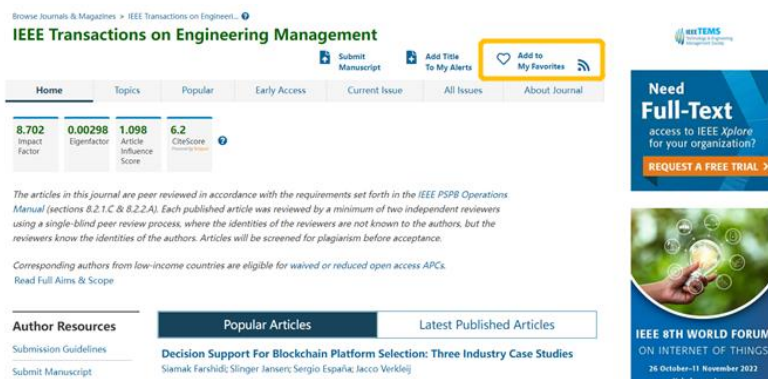 Browse Journals & Magazines > IEEE Transactions on Engineeri...
IEEE Transactions on Engineering Management
Submit
Manuscript
Add Title
To My Alerts
Add to
My Favorites
Home
Topics
Popular
Early Access
Current Issue
All Issues
About Journal
8.702
Impact
Factor
0.00298
Eigenfactor
1.098
Article
Influence
Score
6.2
CiteScore
The articles in this journal are peer reviewed in accordance with the requirements set forth in the IEEE PSPB Operations
Manual (sections 8.2.1.C & 8.2.2.A). Each published article was reviewed by a minimum of two independent reviewers
using a single-blind peer review process, where the identities of the reviewers are not known to the authors, but the
reviewers know the identities of the authors. Articles will be screened for plagiarism before acceptance.
Corresponding authors from low-income countries are eligible for waived or reduced open access APCs.
Read Full Aims & Scope
Author Resources
Submission Guidelines
Submit Manuscript
Popular Articles
Latest Published Articles
Decision Support For Blockchain Platform Selection: Three Industry Case Studies
Siamak Farshidi; Slinger Jansen; Sergio España; Jacco Verkleij
IEEE TEMS
Technology & Engineering
Management Society
Need
Full-Text
access to IEEE Xplore
for your organization?
REQUEST A FREE TRIAL >
IEEE 8TH WORLD FORUM
ON INTERNET OF THINGS
26 October–11 November 2022